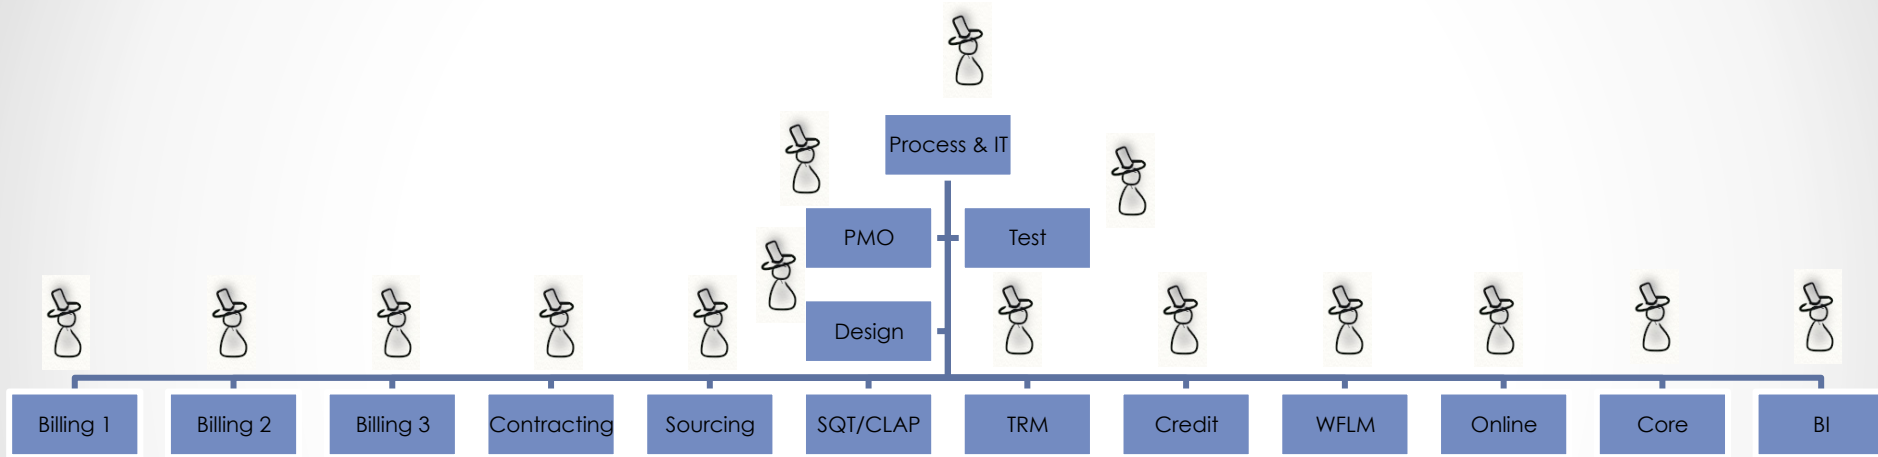 Process & IT
PMO
Test
Design
Billing 1
Billing 2
Billing 3
Contracting
Sourcing
SQT/CLAP
TRM
Credit
WFLM
Online
Core
BI